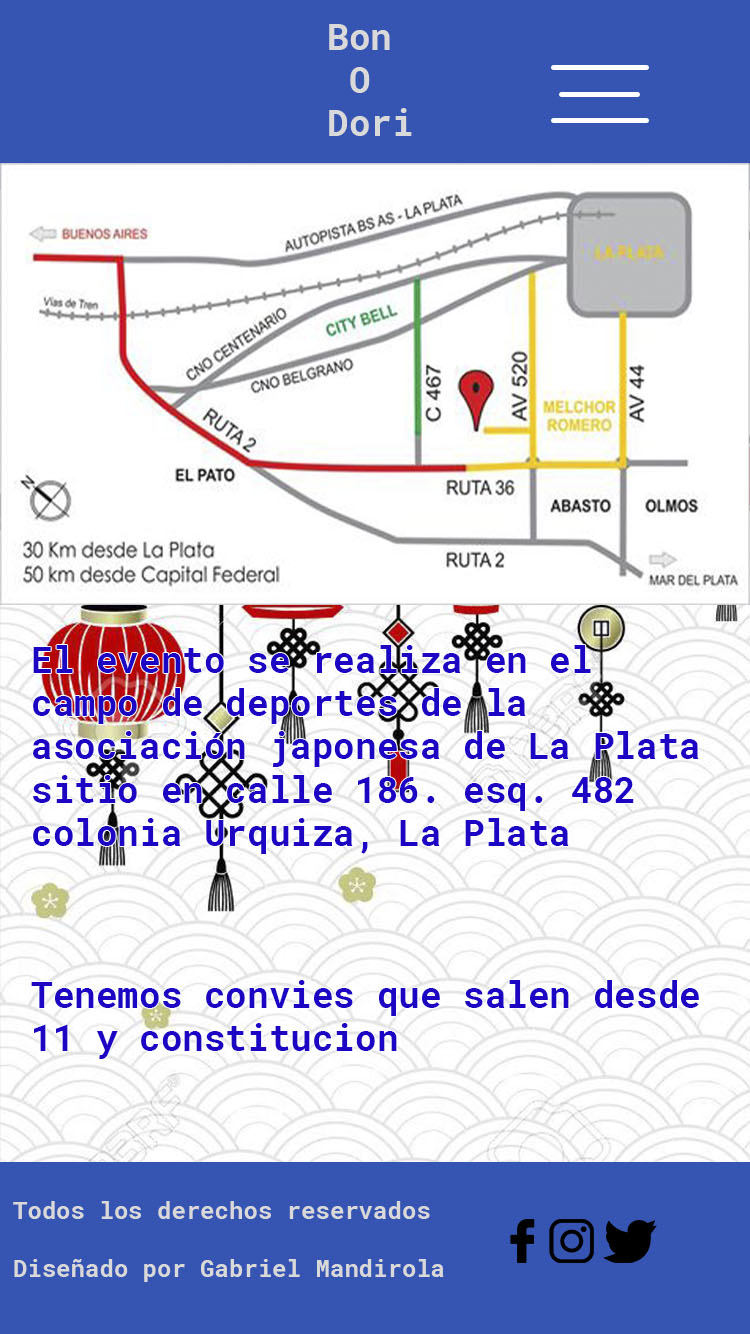 Bon
O
Dori
AUTOPISTA BS AS - LA PLATA
BUENOS AIRES
LA PLATA
Vías de Tren
CNO CENTENARIO
CITY BELL
CNO BELGRANO
C 467
AV 520
AV 44
MELCHOR
ROMERO
RUTA 2
EL PATO
N
RUTA 36
ABASTO
OLMOS
30 Km desde La Plata
50 km desde Capital Federal
RUTA 2
MAR DEL PLATA
El evento se realiza en el
campo de deportes de la
asociación japonesa de La Plata
sitio en calle 186. esq. 482
colonia Urquiza, La Plata
Tenemos convies que salen desde
11 y constitucion
Todos los derechos reservados
Diseñado por Gabriel Mandirola